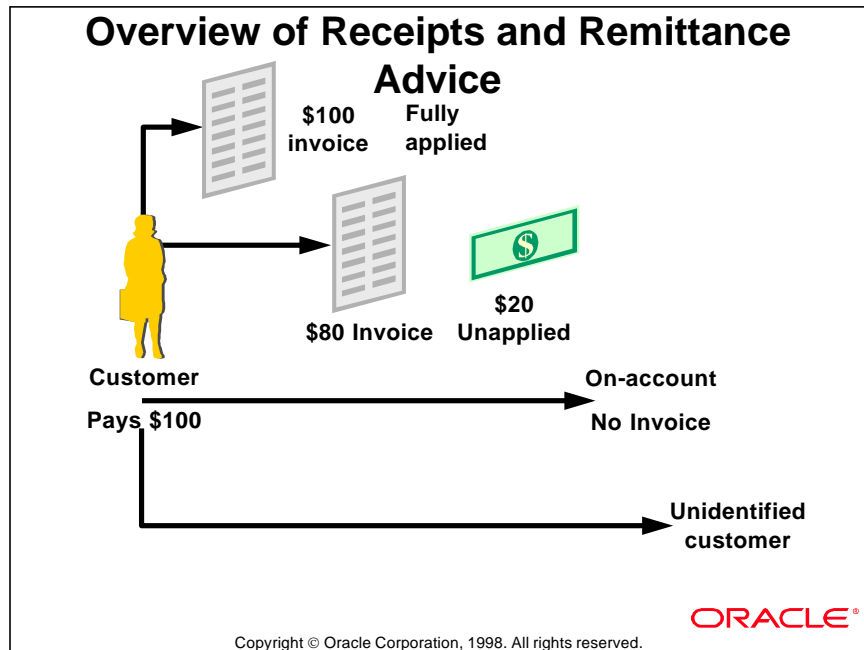 Overview of Receipts and Remittance
Advice
$100
invoice
Fully
applied
$
$80 Invoice
$20
Unapplied
Customer
Pays $100
On-account
No Invoice
Unidentified
customer
ORACLE®
Copyright © Oracle Corporation, 1998. All rights reserved.